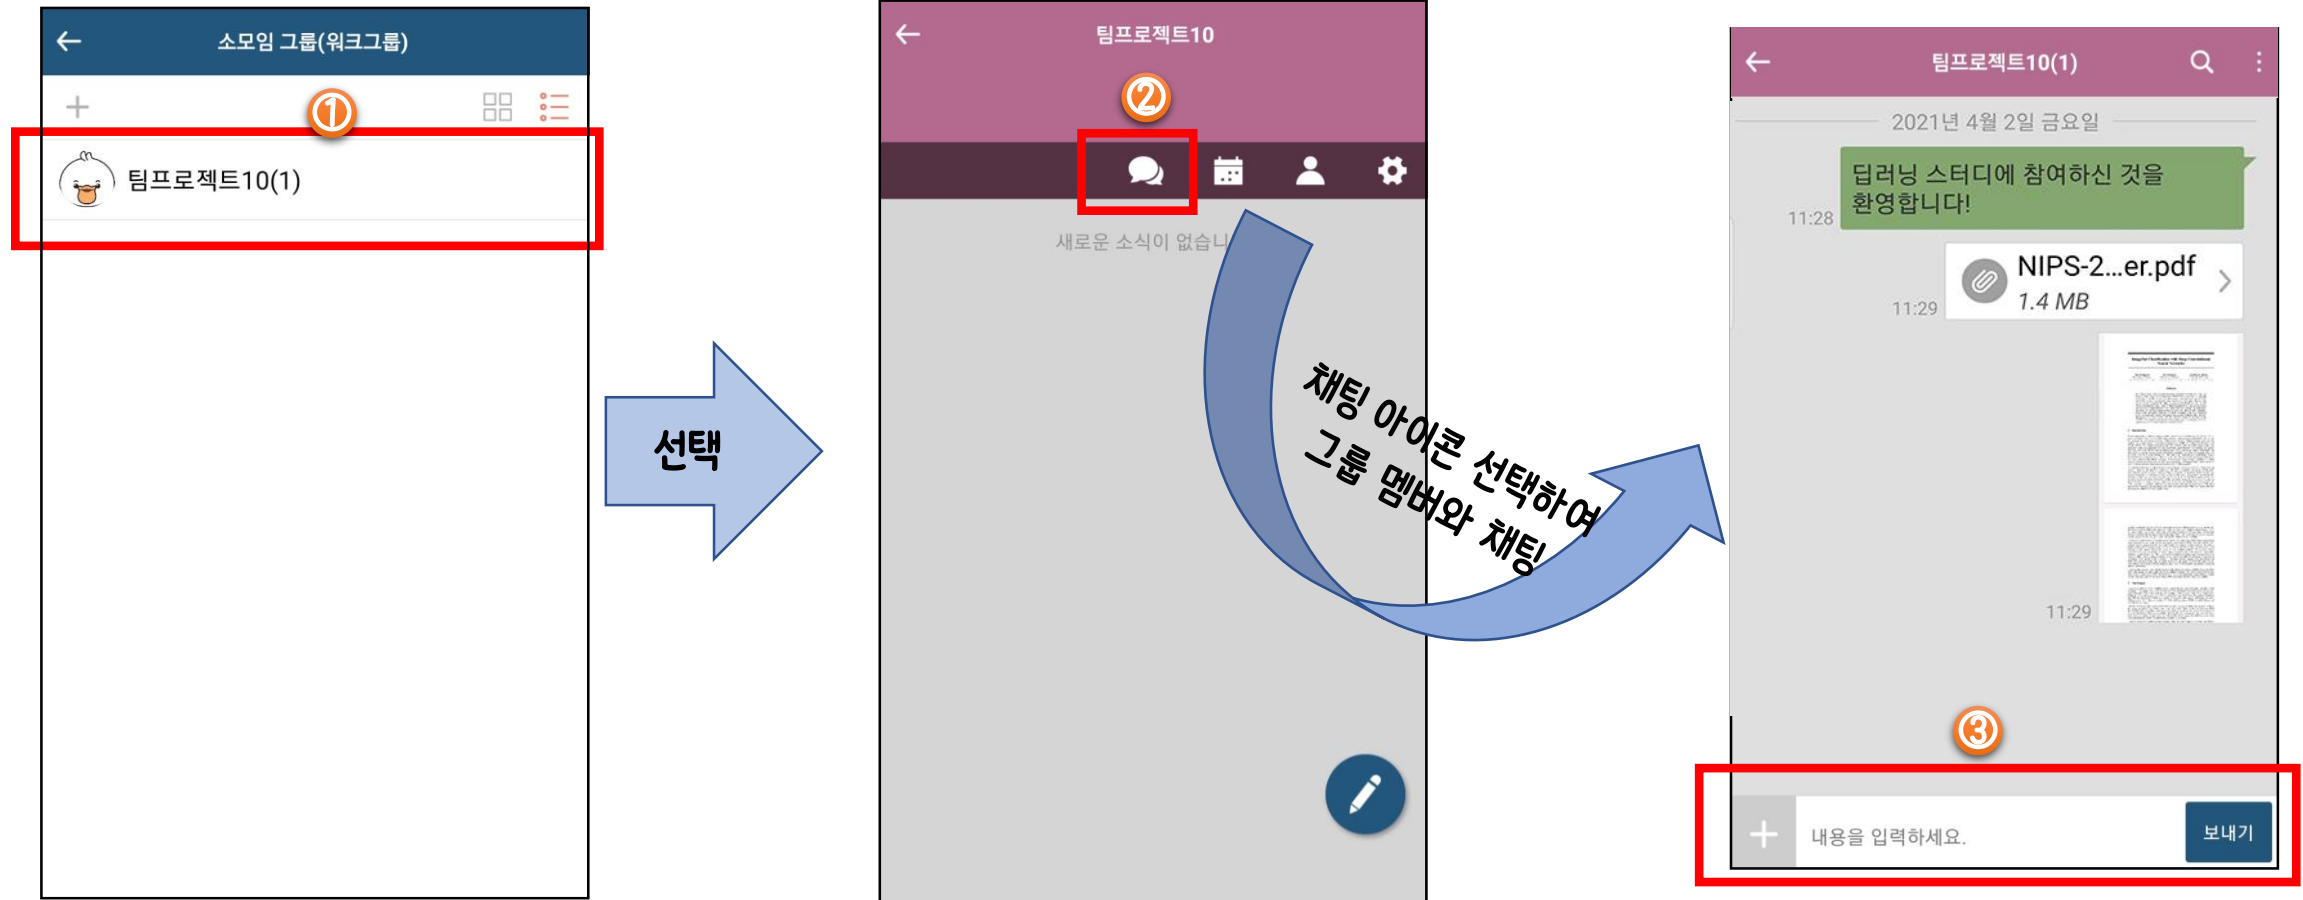 소모임 그룹(워크그룹)
①
팀프로젝트10(1)
선택
팀프로젝트10
②
새로운 소식이 없습니
채팅 아이콘 선택하여
그룹 멤버와 채팅
팀프로젝트10(1)
2021년 4월 2일 금요일
딥러닝 스터디에 참여하신 것을
환영합니다!
11:28
NIPS-2...er.pdf
1.4 MB
11:29
11:29
③
내용을 입력하세요.
보내기